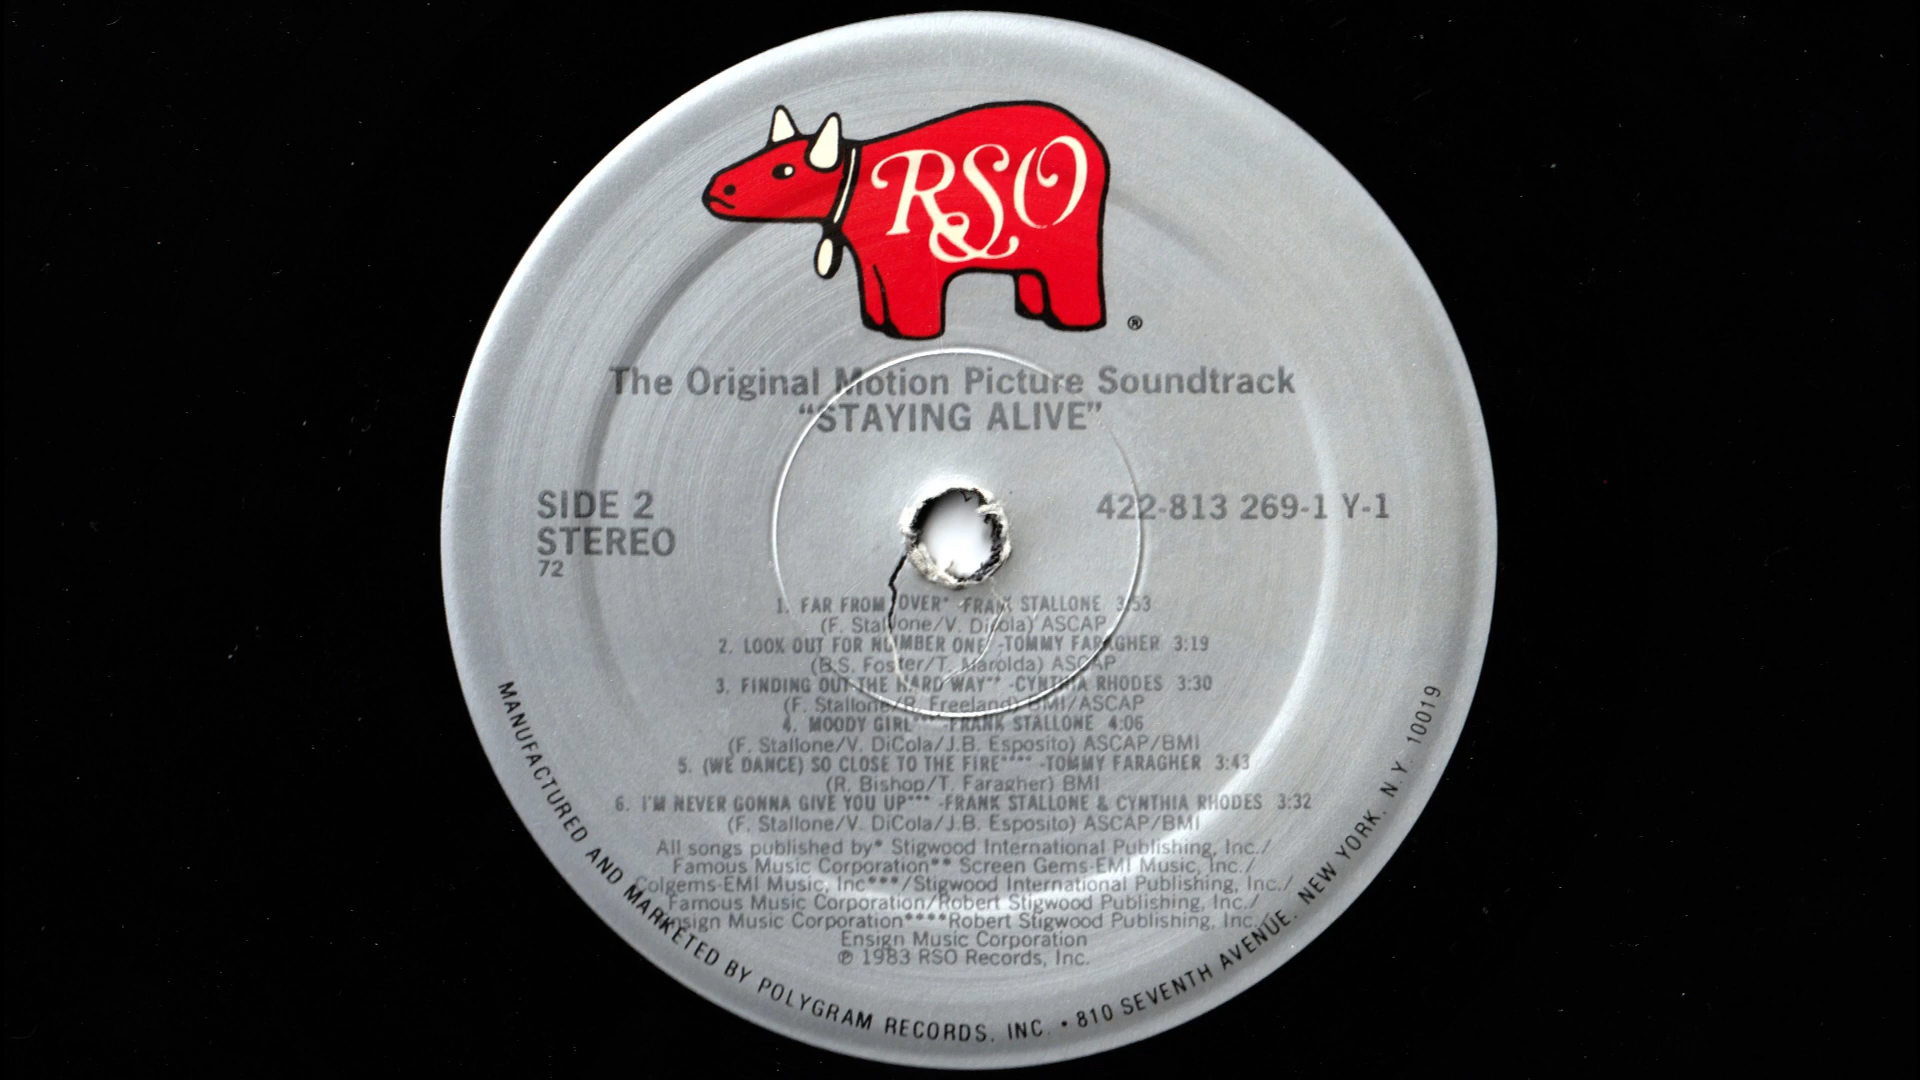 RSO
®
The Original Motion Picture Soundtrack
“STAYING ALIVE”
SIDE 2
STEREO
72
422-813 269-1 Y-1
1. FAR FROM OVER* -FRANK STALLONE 3:53
(F. Stallone/V. DiCola) ASCAP
2. LOOK OUT FOR NUMBER ONE -TOMMY FARAGHER 3:19
(B.S. Foster/T. Marolda) ASCAP
3. FINDING OUT THE HARD WAY** -CYNTHIA RHODES 3:30
(F. Stallone/R. Freeland) BMI/ASCAP
4. MOODY GIRL*** -FRANK STALLONE 4:06
(F. Stallone/V. DiCola/J.B. Esposito) ASCAP/BMI
5. (WE DANCE) SO CLOSE TO THE FIRE**** -TOMMY FARAGHER 3:43
(R. Bishop/T. Faragher) BMI
6. I'M NEVER GONNA GIVE YOU UP*** -FRANK STALLONE & CYNTHIA RHODES 3:32
(F. Stallone/V. DiCola/J.B. Esposito) ASCAP/BMI
All songs published by* Stigwood International Publishing, Inc./
Famous Music Corporation** Screen Gems-EMI Music, Inc./
Colgems-EMI Music, Inc***/Stigwood International Publishing, Inc./
Famous Music Corporation/Robert Stigwood Publishing, Inc./
Ensign Music Corporation****Robert Stigwood Publishing, Inc./
Ensign Music Corporation
℗ 1983 RSO Records, Inc.
MANUFACTURED AND MARKETED BY POLYGRAM RECORDS, INC. • 810 SEVENTH AVENUE, NEW YORK, N.Y. 10019